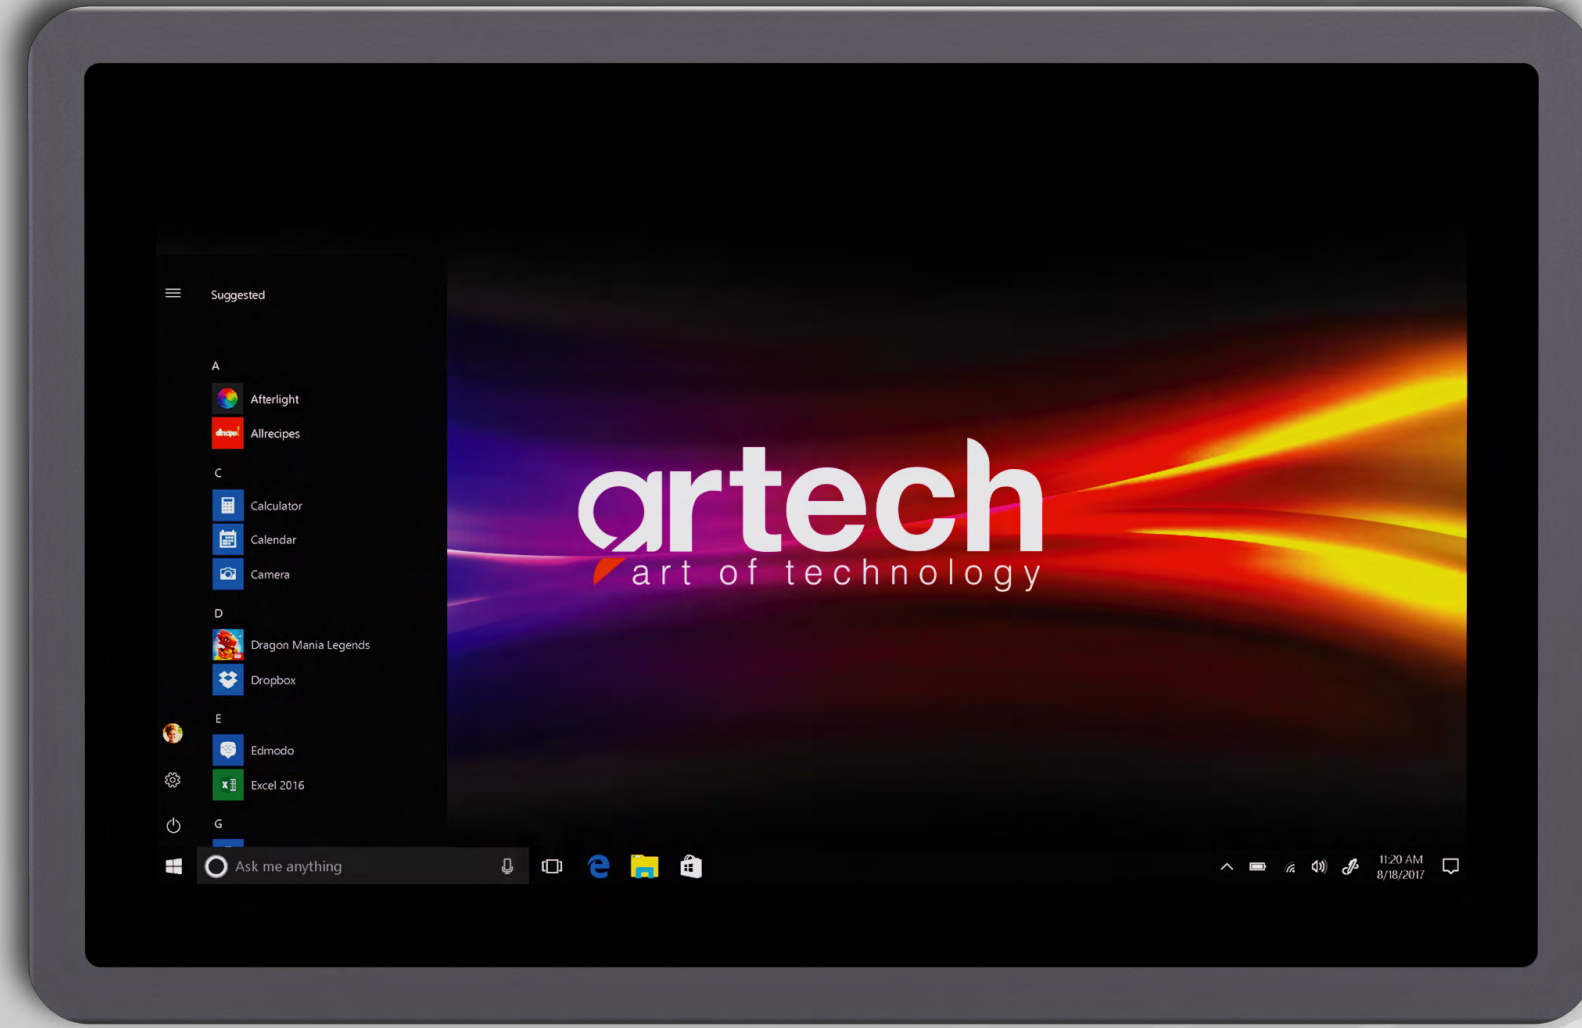 Suggested
A
Afterlight
Allrecipes
C
Calculator
Calendar
Camera
D
Dragon Mania Legends
Dropbox
E
Edmodo
Excel 2016
G
artech
art of technology
Ask me anything
11:20 AM
8/18/2017